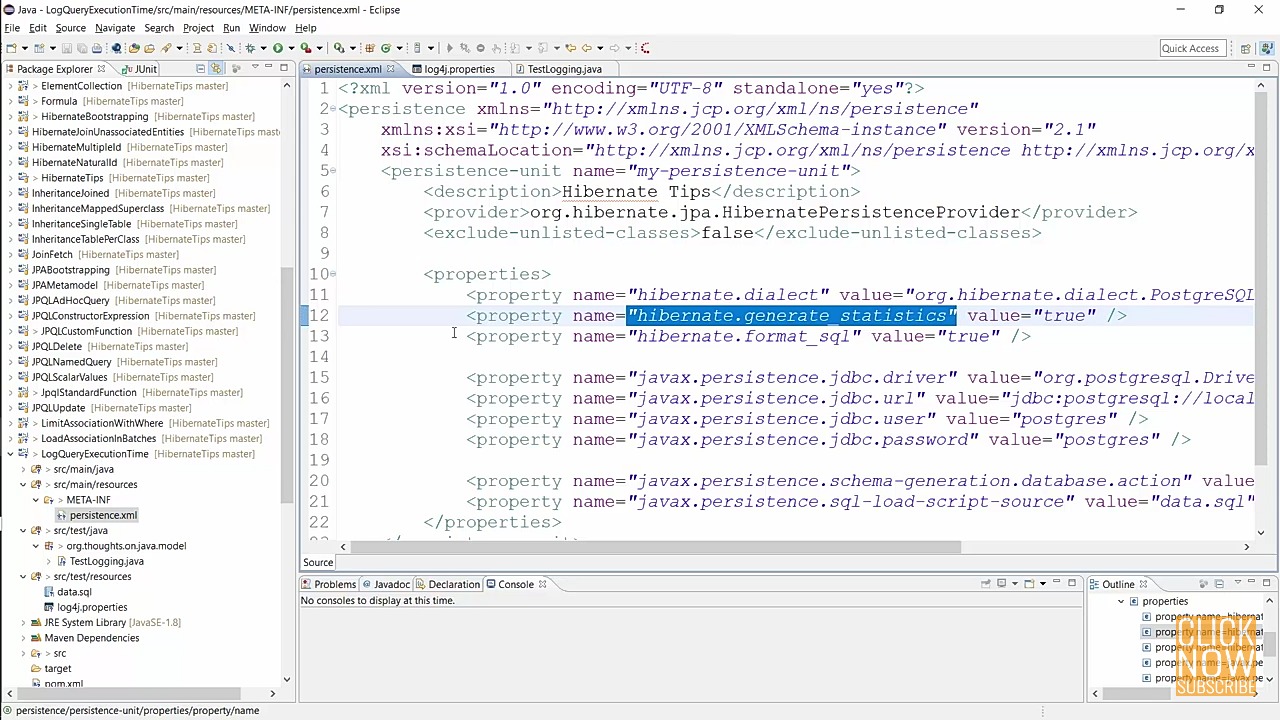 Java - LogQueryExecutionTime/src/main/resources/META-INF/persistence.xml - Eclipse
File Edit Source Navigate Search Project Run Window Help
Quick Access
Package Explorer
JUnit
ElementCollection [HibernateTips master]
Formula [HibernateTips master]
HibernateBootstrapping [HibernateTips master]
HibernateJoinUnassociatedEntities [HibernateTips mast
HibernateMultipleId [HibernateTips master]
HibernateNaturalId [HibernateTips master]
HibernateTips [HibernateTips master]
InheritanceJoined [HibernateTips master]
InheritanceMappedSuperclass [HibernateTips master]
InheritanceSingleTable [HibernateTips master]
InheritanceTablePerClass [HibernateTips master]
JoinFetch [HibernateTips master]
JPABootstrapping [HibernateTips master]
JPAMetamodel [HibernateTips master]
JPQLAdHocQuery [HibernateTips master]
JPQLConstructorExpression [HibernateTips master]
JPQLCustomFunction [HibernateTips master]
JPQLDelete [HibernateTips master]
JPQLNamedQuery [HibernateTips master]
JPQLScalarValues [HibernateTips master]
JpqlStandardFunction [HibernateTips master]
JPQLUpdate [HibernateTips master]
LimitAssociationWithWhere [HibernateTips master]
LoadAssociationInBatches [HibernateTips master]
LogQueryExecutionTime [HibernateTips master]
src/main/java
src/main/resources
META-INF
persistence.xml
src/test/java
org.thoughts.on.java.model
TestLogging.java
src/test/resources
data.sql
log4j.properties
JRE System Library [JavaSE-1.8]
Maven Dependencies
src
target
pom.xml
persistence.xml
log4j.properties
TestLogging.java
1 <?xml version="1.0" encoding="UTF-8" standalone="yes"?>
2 <persistence xmlns="http://xmlns.jcp.org/xml/ns/persistence"
3 xmlns:xsi="http://www.w3.org/2001/XMLSchema-instance" version="2.1"
4 xsi:schemaLocation="http://xmlns.jcp.org/xml/ns/persistence http://xmlns.jcp.org/x
5 <persistence-unit name="my-persistence-unit">
6 <description>Hibernate Tips</description>
7 <provider>org.hibernate.jpa.HibernatePersistenceProvider</provider>
8 <exclude-unlisted-classes>false</exclude-unlisted-classes>
9
10 <properties>
11 <property name="hibernate.dialect" value="org.hibernate.dialect.PostgreSQL
12 <property name="hibernate.generate_statistics" value="true" />
13 <property name="hibernate.format_sql" value="true" />
14
15 <property name="javax.persistence.jdbc.driver" value="org.postgresql.Drive
16 <property name="javax.persistence.jdbc.url" value="jdbc:postgresql://local
17 <property name="javax.persistence.jdbc.user" value="postgres" />
18 <property name="javax.persistence.jdbc.password" value="postgres" />
19
20 <property name="javax.persistence.schema-generation.database.action" value
21 <property name="javax.persistence.sql-load-script-source" value="data.sql"
22 </properties>
Source
Problems
Javadoc
Declaration
Console
No consoles to display at this time.
Outline
properties
property name=hibernat
property name=hibernat
property name=hibernat
property name=javax.pe
property name=javax.pe
CLICK
NOW
SUBSCRIBE
persistence/persistence-unit/properties/property/name